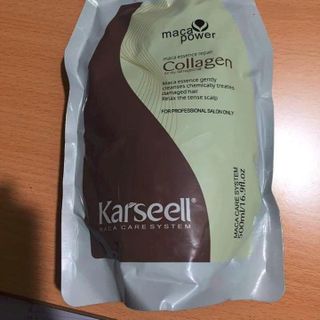 maca
power
maca essence repair
Collagen
Maca essence gently
cleanses chemically treates
damaged hair
Relax the tense scalp
FOR PROFESSIONAL SALON ONLY
MACA CARE SYSTEM
500ml/16.9fl.oz
Karseell®
MACA CARE SYSTEM